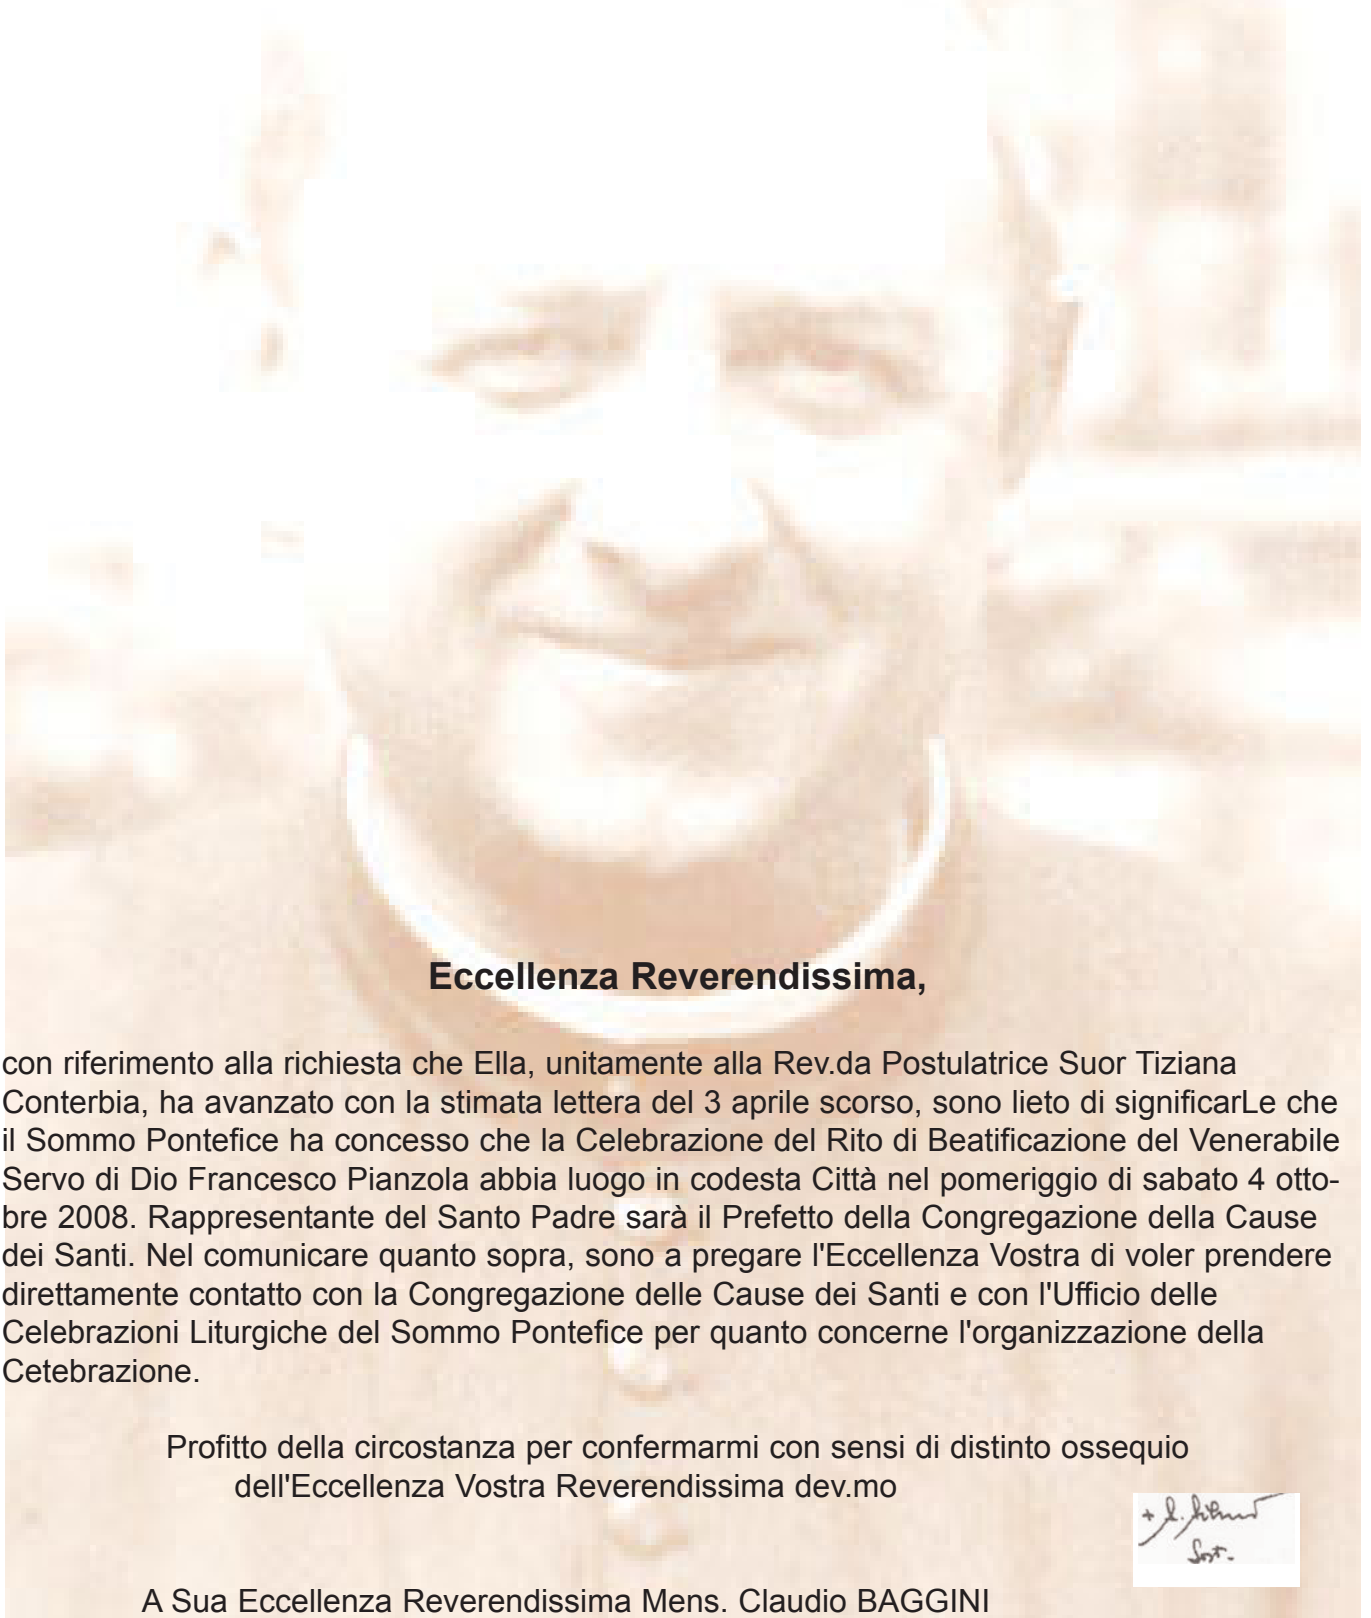 Eccellenza Reverendissima,
con riferimento alla richiesta che Ella, unitamente alla Rev.da Postulatrice Suor Tiziana
Conterbia, ha avanzato con la stimata lettera del 3 aprile scorso, sono lieto di significarLe che
il Sommo Pontefice ha concesso che la Celebrazione del Rito di Beatificazione del Venerabile
Servo di Dio Francesco Pianzola abbia luogo in codesta Città nel pomeriggio di sabato 4 otto-
bre 2008. Rappresentante del Santo Padre sarà il Prefetto della Congregazione della Cause
dei Santi. Nel comunicare quanto sopra, sono a pregare l'Eccellenza Vostra di voler prendere
direttamente contatto con la Congregazione delle Cause dei Santi e con l'Ufficio delle
Celebrazioni Liturgiche del Sommo Pontefice per quanto concerne l'organizzazione della
Cetebrazione.
Profitto della circostanza per confermarmi con sensi di distinto ossequio
dell'Eccellenza Vostra Reverendissima dev.mo
Sost.
A Sua Eccellenza Reverendissima Mens. Claudio BAGGINI